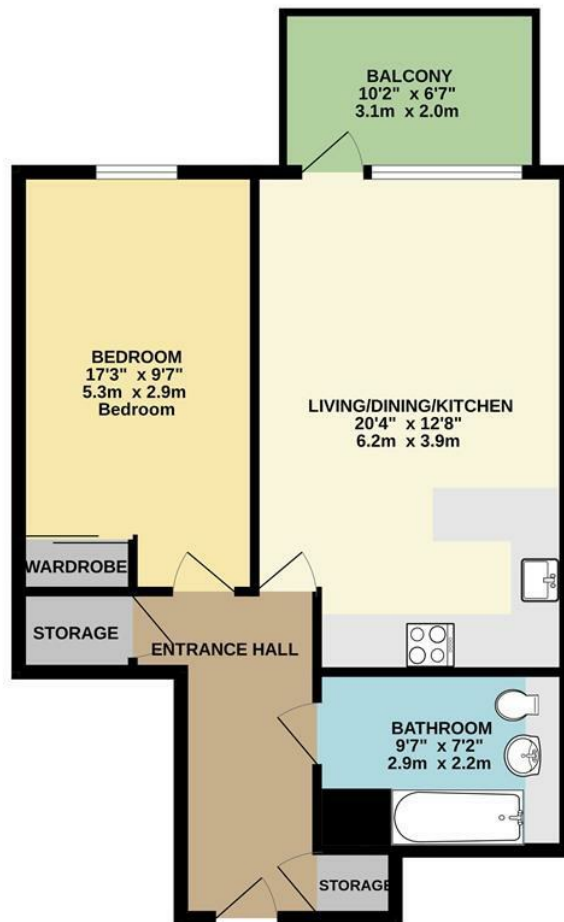 BALCONY
10'2" x 6'7"
3.1m x 2.0m
BEDROOM
17'3" x 9'7"
5.3m x 2.9m
Bedroom
LIVING/DINING/KITCHEN
20'4" x 12'8"
6.2m x 3.9m
WARDROBE
STORAGE
ENTRANCE HALL
BATHROOM
9'7" x 7'2"
2.9m x 2.2m
STORAGE